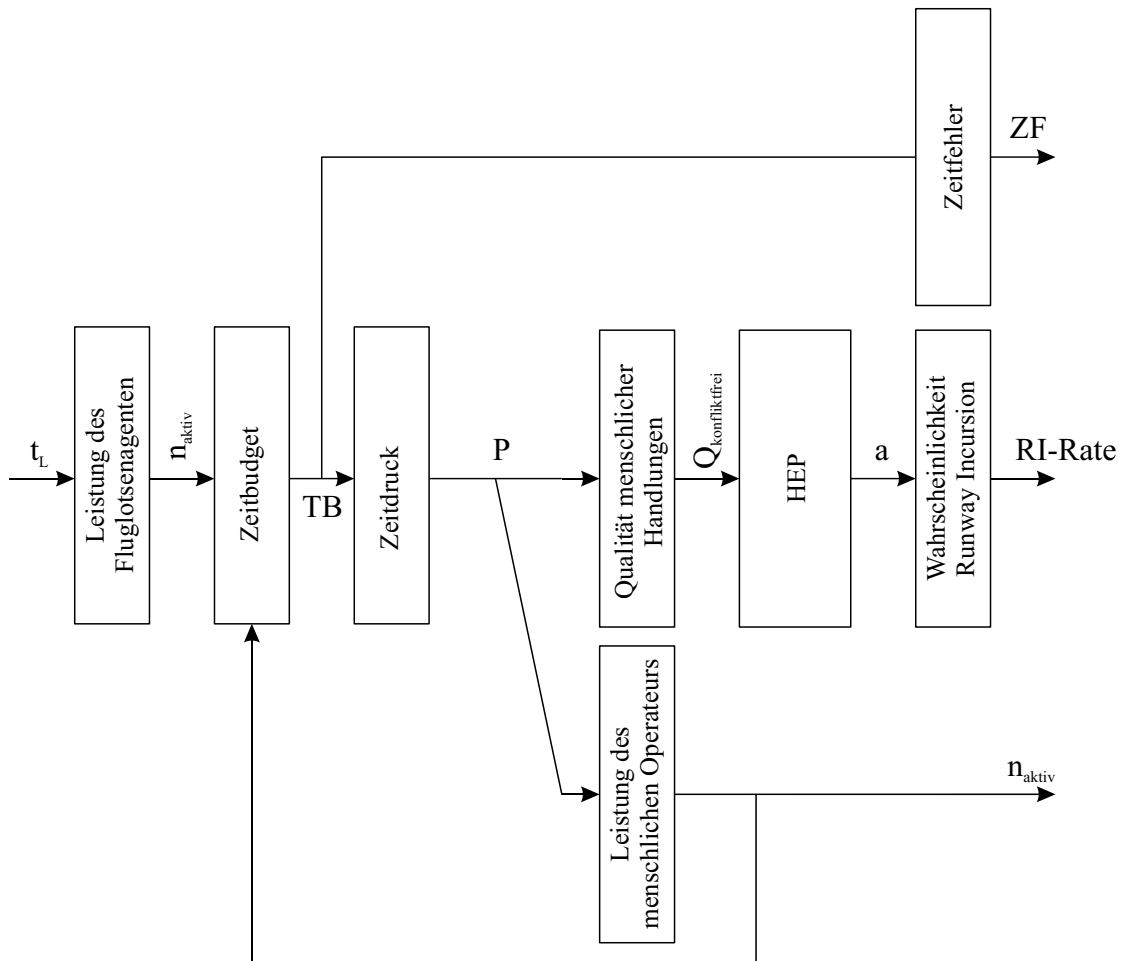 Zeitfehler
ZF
t_L
Leistung des
Fluglotsenagenten
n_aktiv
Zeitbudget
TB
Zeitdruck
P
Qualität menschlicher
Handlungen
Q_konfliktfrei
HEP
a
Wahrscheinlichkeit
Runway Incursion
RI-Rate
Leistung des
menschlichen Operateurs
n_aktiv